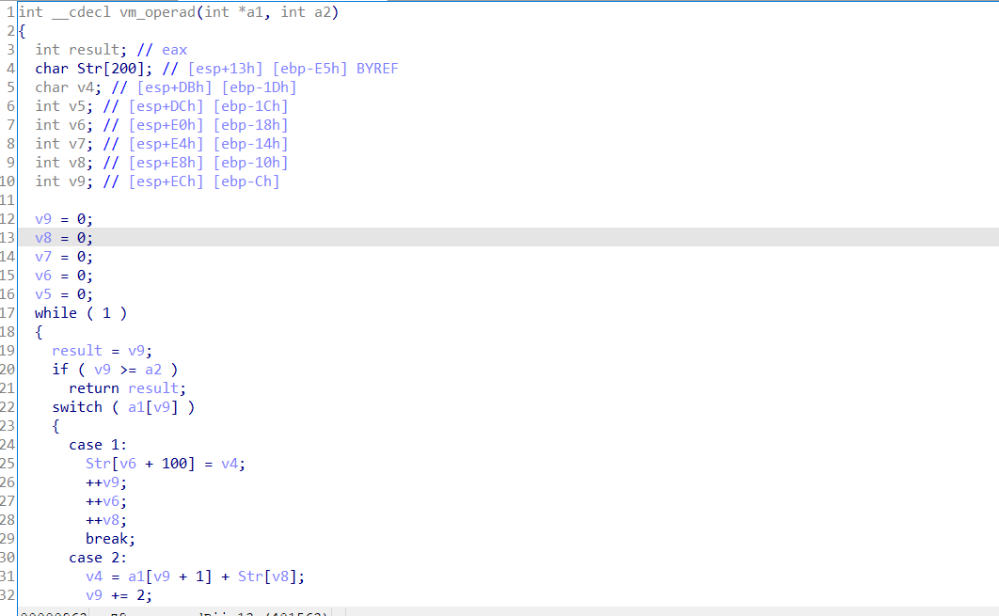 1 int __cdecl vm_operad(int *a1, int a2)
2 {
3 int result; // eax
4 char Str[200]; // [esp+13h] [ebp-E5h] BYREF
5 char v4; // [esp+DBh] [ebp-1Dh]
6 int v5; // [esp+DCh] [ebp-1Ch]
7 int v6; // [esp+E0h] [ebp-18h]
8 int v7; // [esp+E4h] [ebp-14h]
9 int v8; // [esp+E8h] [ebp-10h]
10 int v9; // [esp+ECh] [ebp-Ch]
11
12 v9 = 0;
13 v8 = 0;
14 v7 = 0;
15 v6 = 0;
16 v5 = 0;
17 while ( 1 )
18 {
19 result = v9;
20 if ( v9 >= a2 )
21 return result;
22 switch ( a1[v9] )
23 {
24 case 1:
25 Str[v6 + 100] = v4;
26 ++v9;
27 ++v6;
28 ++v8;
29 break;
30 case 2:
31 v4 = a1[v9 + 1] + Str[v8];
32 v9 += 2;